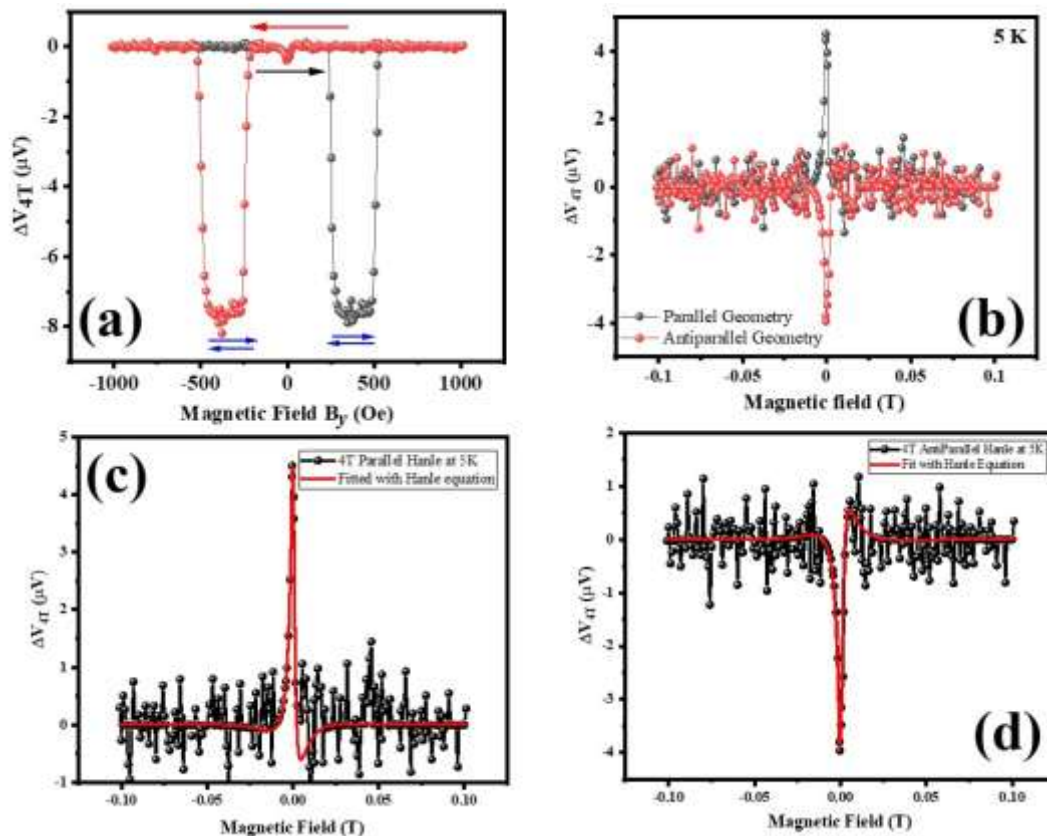 0
-2
-4
-6
-8
ΔV4T (μV)
(a)
-1000 -500 0 500 1000
Magnetic Field By (Oe)
5 K
4
2
0
-2
-4
ΔV4T (μV)
Parallel Geometry
Antiparallel Geometry
(b)
-0.1 -0.05 0 0.05 0.1
Magnetic field (T)
5
4
3
2
1
0
-1
ΔV4T (μV)
(c)
4T Parallel Hanle at 5K
Fitted with Hanle equation
-0.10 -0.05 0.00 0.05 0.10
Magnetic Field (T)
2
1
0
-1
-2
-3
-4
ΔV4T (μV)
4T AntiParallel Hanle at 5K
Fit with Hanle Equation
(d)
-0.10 -0.05 0.00 0.05 0.10
Magnetic Field (T)